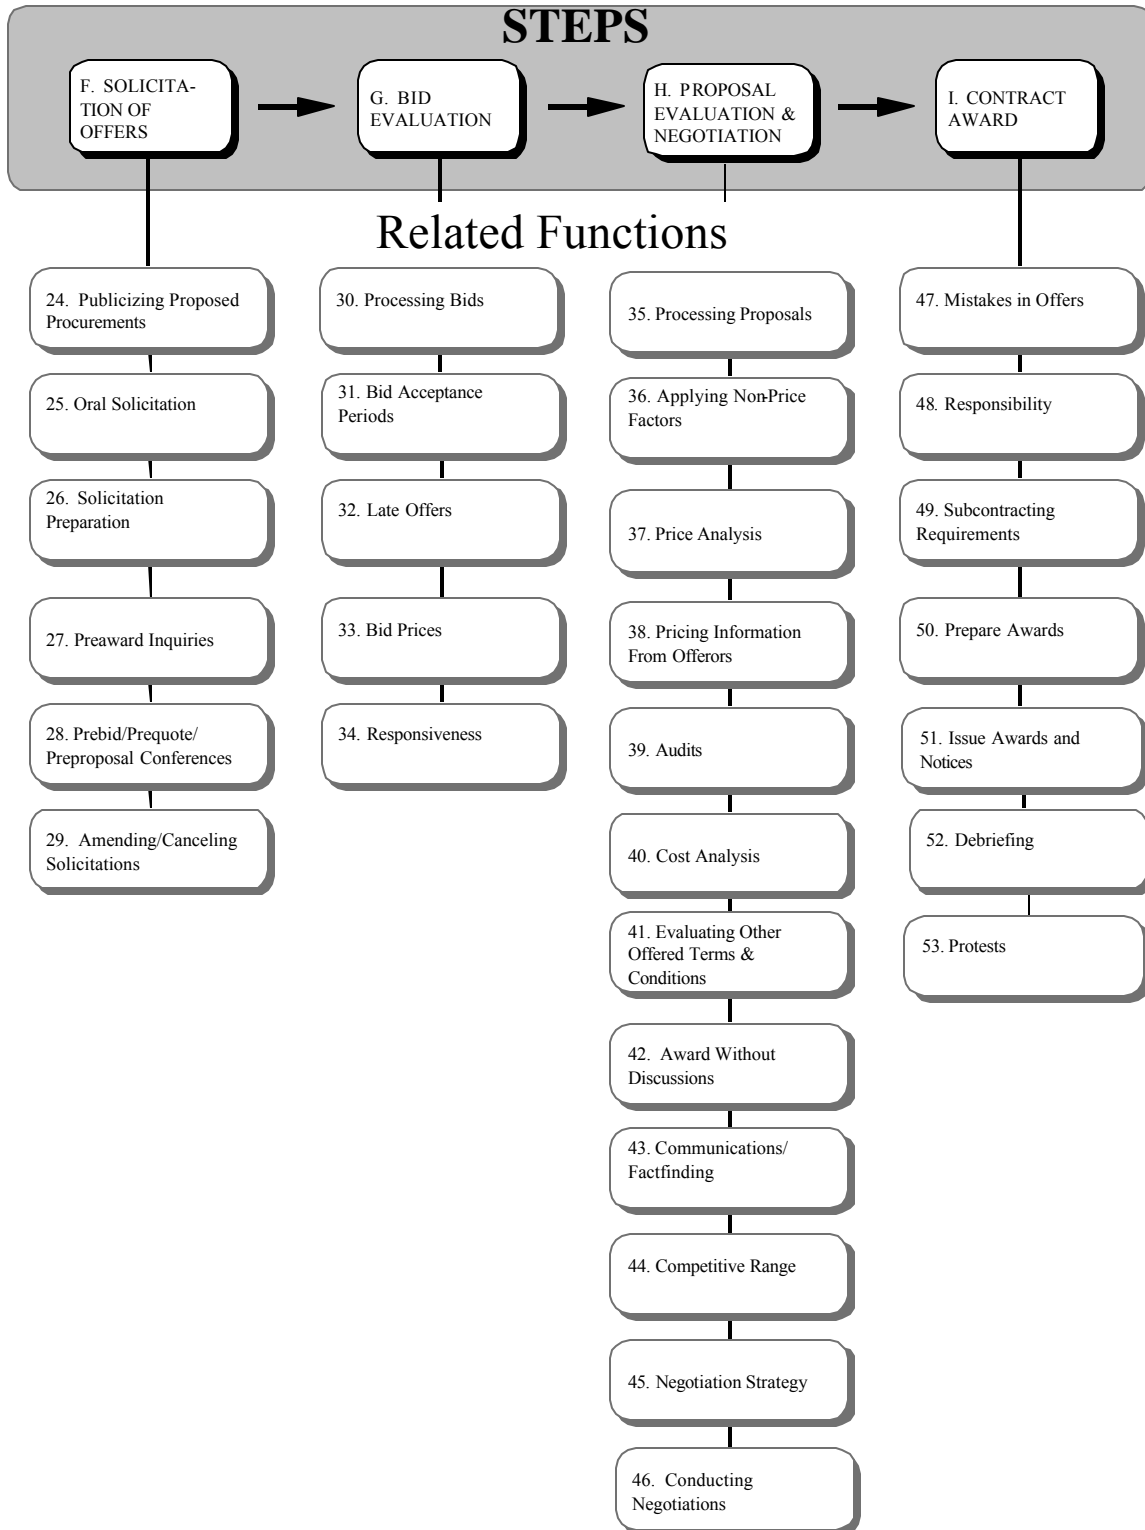 STEPS
F. SOLICITA-
TION OF
OFFERS
G. BID
EVALUATION
H. PROPOSAL
EVALUATION &
NEGOTIATION
I. CONTRACT
AWARD
Related Functions
24. Publicizing Proposed
Procurements
25. Oral Solicitation
26. Solicitation
Preparation
27. Preaward Inquiries
28. Prebid/Prequote/
Preproposal Conferences
29. Amending/Canceling
Solicitations
30. Processing Bids
31. Bid Acceptance
Periods
32. Late Offers
33. Bid Prices
34. Responsiveness
35. Processing Proposals
36. Applying Non-Price
Factors
37. Price Analysis
38. Pricing Information
From Offerors
39. Audits
40. Cost Analysis
41. Evaluating Other
Offered Terms &
Conditions
42. Award Without
Discussions
43. Communications/
Factfinding
44. Competitive Range
45. Negotiation Strategy
46. Conducting
Negotiations
47. Mistakes in Offers
48. Responsibility
49. Subcontracting
Requirements
50. Prepare Awards
51. Issue Awards and
Notices
52. Debriefing
53. Protests